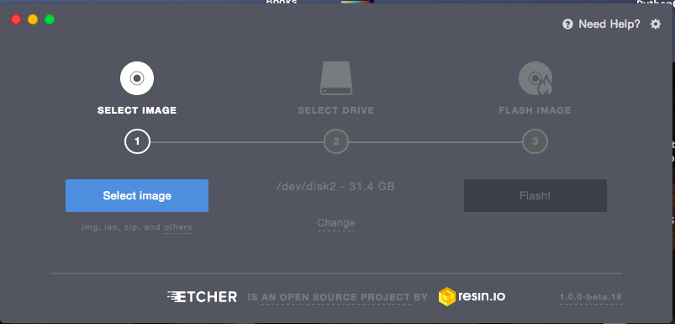 Books
Python
Need Help?
SELECT IMAGE
SELECT DRIVE
FLASH IMAGE
1
2
3
Select image
/dev/disk2 - 31.4 GB
Flash!
img, iso, zip, and others
Change
ETCHER IS AN OPEN SOURCE PROJECT BY resin.io
1.0.0-beta.18